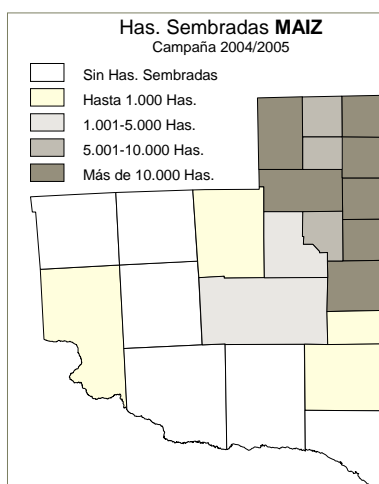 Has. Sembradas MAIZ
Campaña 2004/2005
Sin Has. Sembradas
Hasta 1.000 Has.
1.001-5.000 Has.
5.001-10.000 Has.
Más de 10.000 Has.